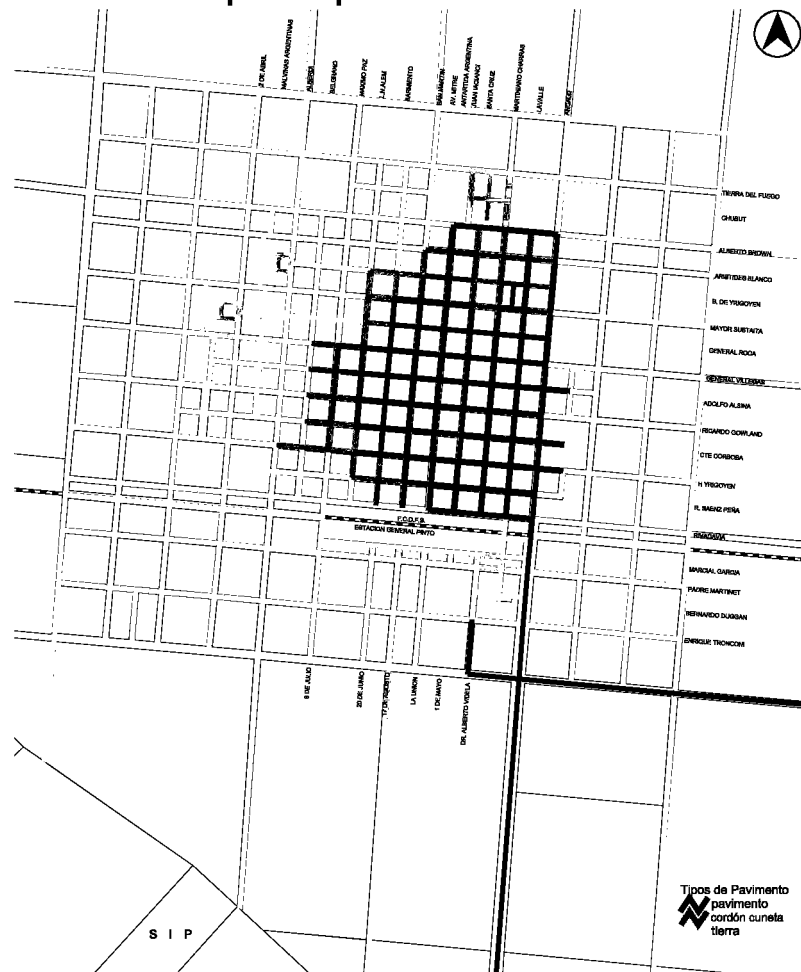 2 DE ABRIL
MALVINAS ARGENTINAS
ALBERDI
BELGRANO
MAXIMO PAZ
L.N.ALEM
SARMIENTO
SAN MARTIN
AV. MITRE
ANTARTIDA ARGENTINA
SANTA CRUZ
MARTINIANO CHARRAS
LAVALLE
TIERRA DEL FUEGO
CHUBUT
ALBERTO BROWN
ARISTIDES BLANCO
B. DE YRIGOYEN
MAYOR SUSTAITA
GENERAL ROCA
GENERAL VILLEGAS
ADOLFO ALSINA
RICARDO GOWLAND
CTE CORDOBA
H YRIGOYEN
R. SAENZ PEÑA
RIVADAVIA
F.C.D.F.S.
ESTACION GENERAL PINTO
MARCIAL GARCIA
PADRE MARTINET
BERNARDO DUGGAN
ENRIQUE TRONCONI
9 DE JULIO
20 DE JUNIO
17 DE AGOSTO
LA UNION
1 DE MAYO
DR. ALBERTO VIDELA
S I P
Tipos de Pavimento
pavimento
cordón cuneta
tierra